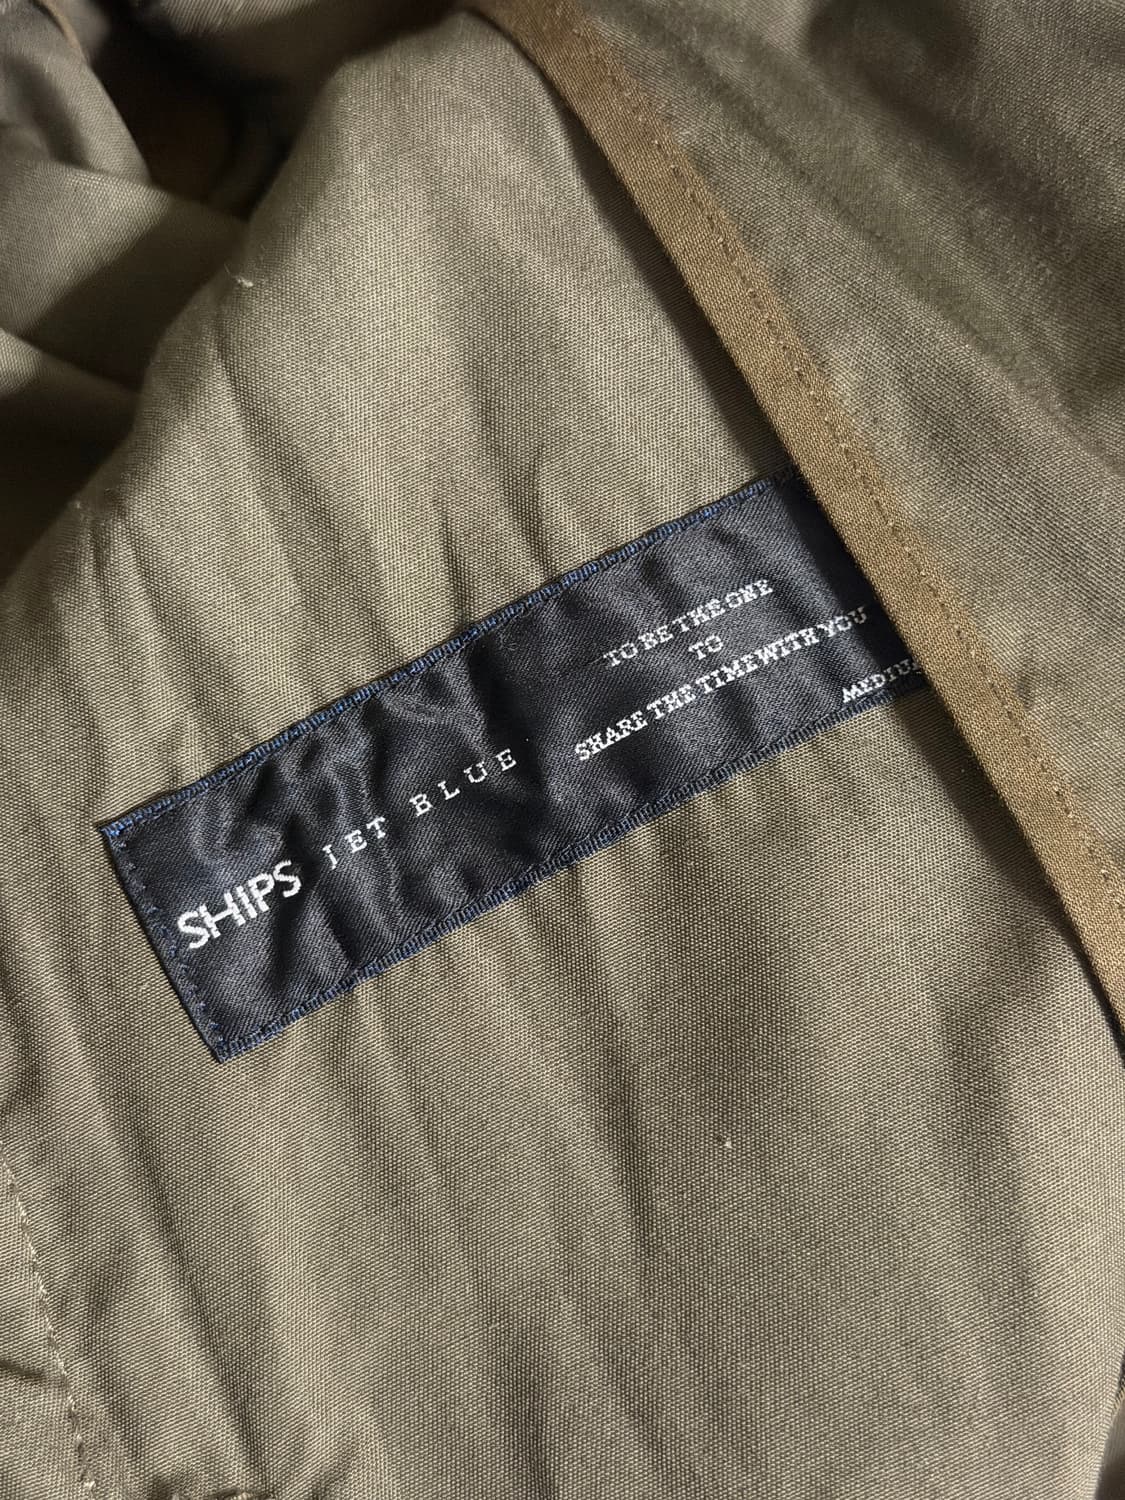 SHIPS JET BLUE
TO BE THE ONE
TO
SHARE THE TIME WITH YOU